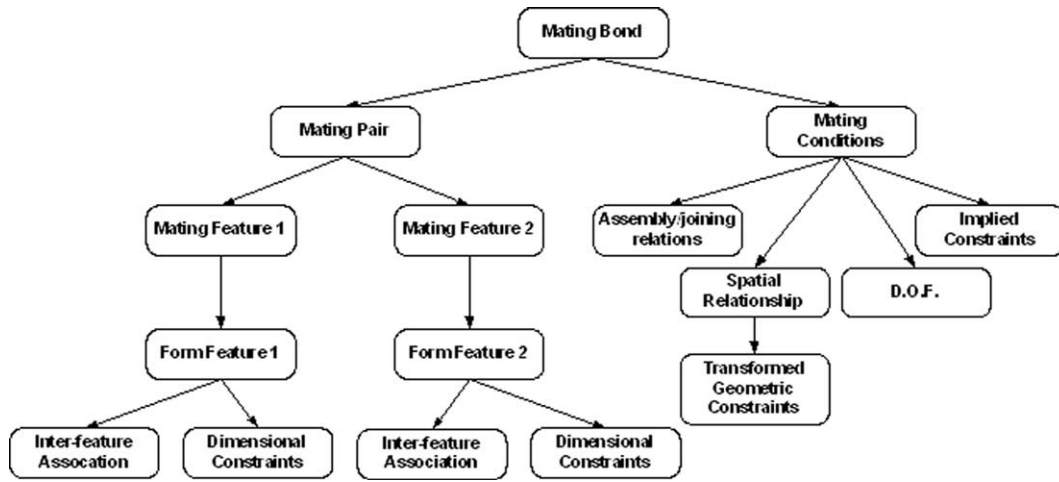 Mating Bond
Mating Pair
Mating
Conditions
Mating Feature 1
Mating Feature 2
Assembly/joining
relations
Implied
Constraints
Spatial
Relationship
D.O.F.
Form Feature 1
Form Feature 2
Transformed
Geometric
Constraints
Inter-feature
Assocation
Dimensional
Constraints
Inter-feature
Association
Dimensional
Constraints